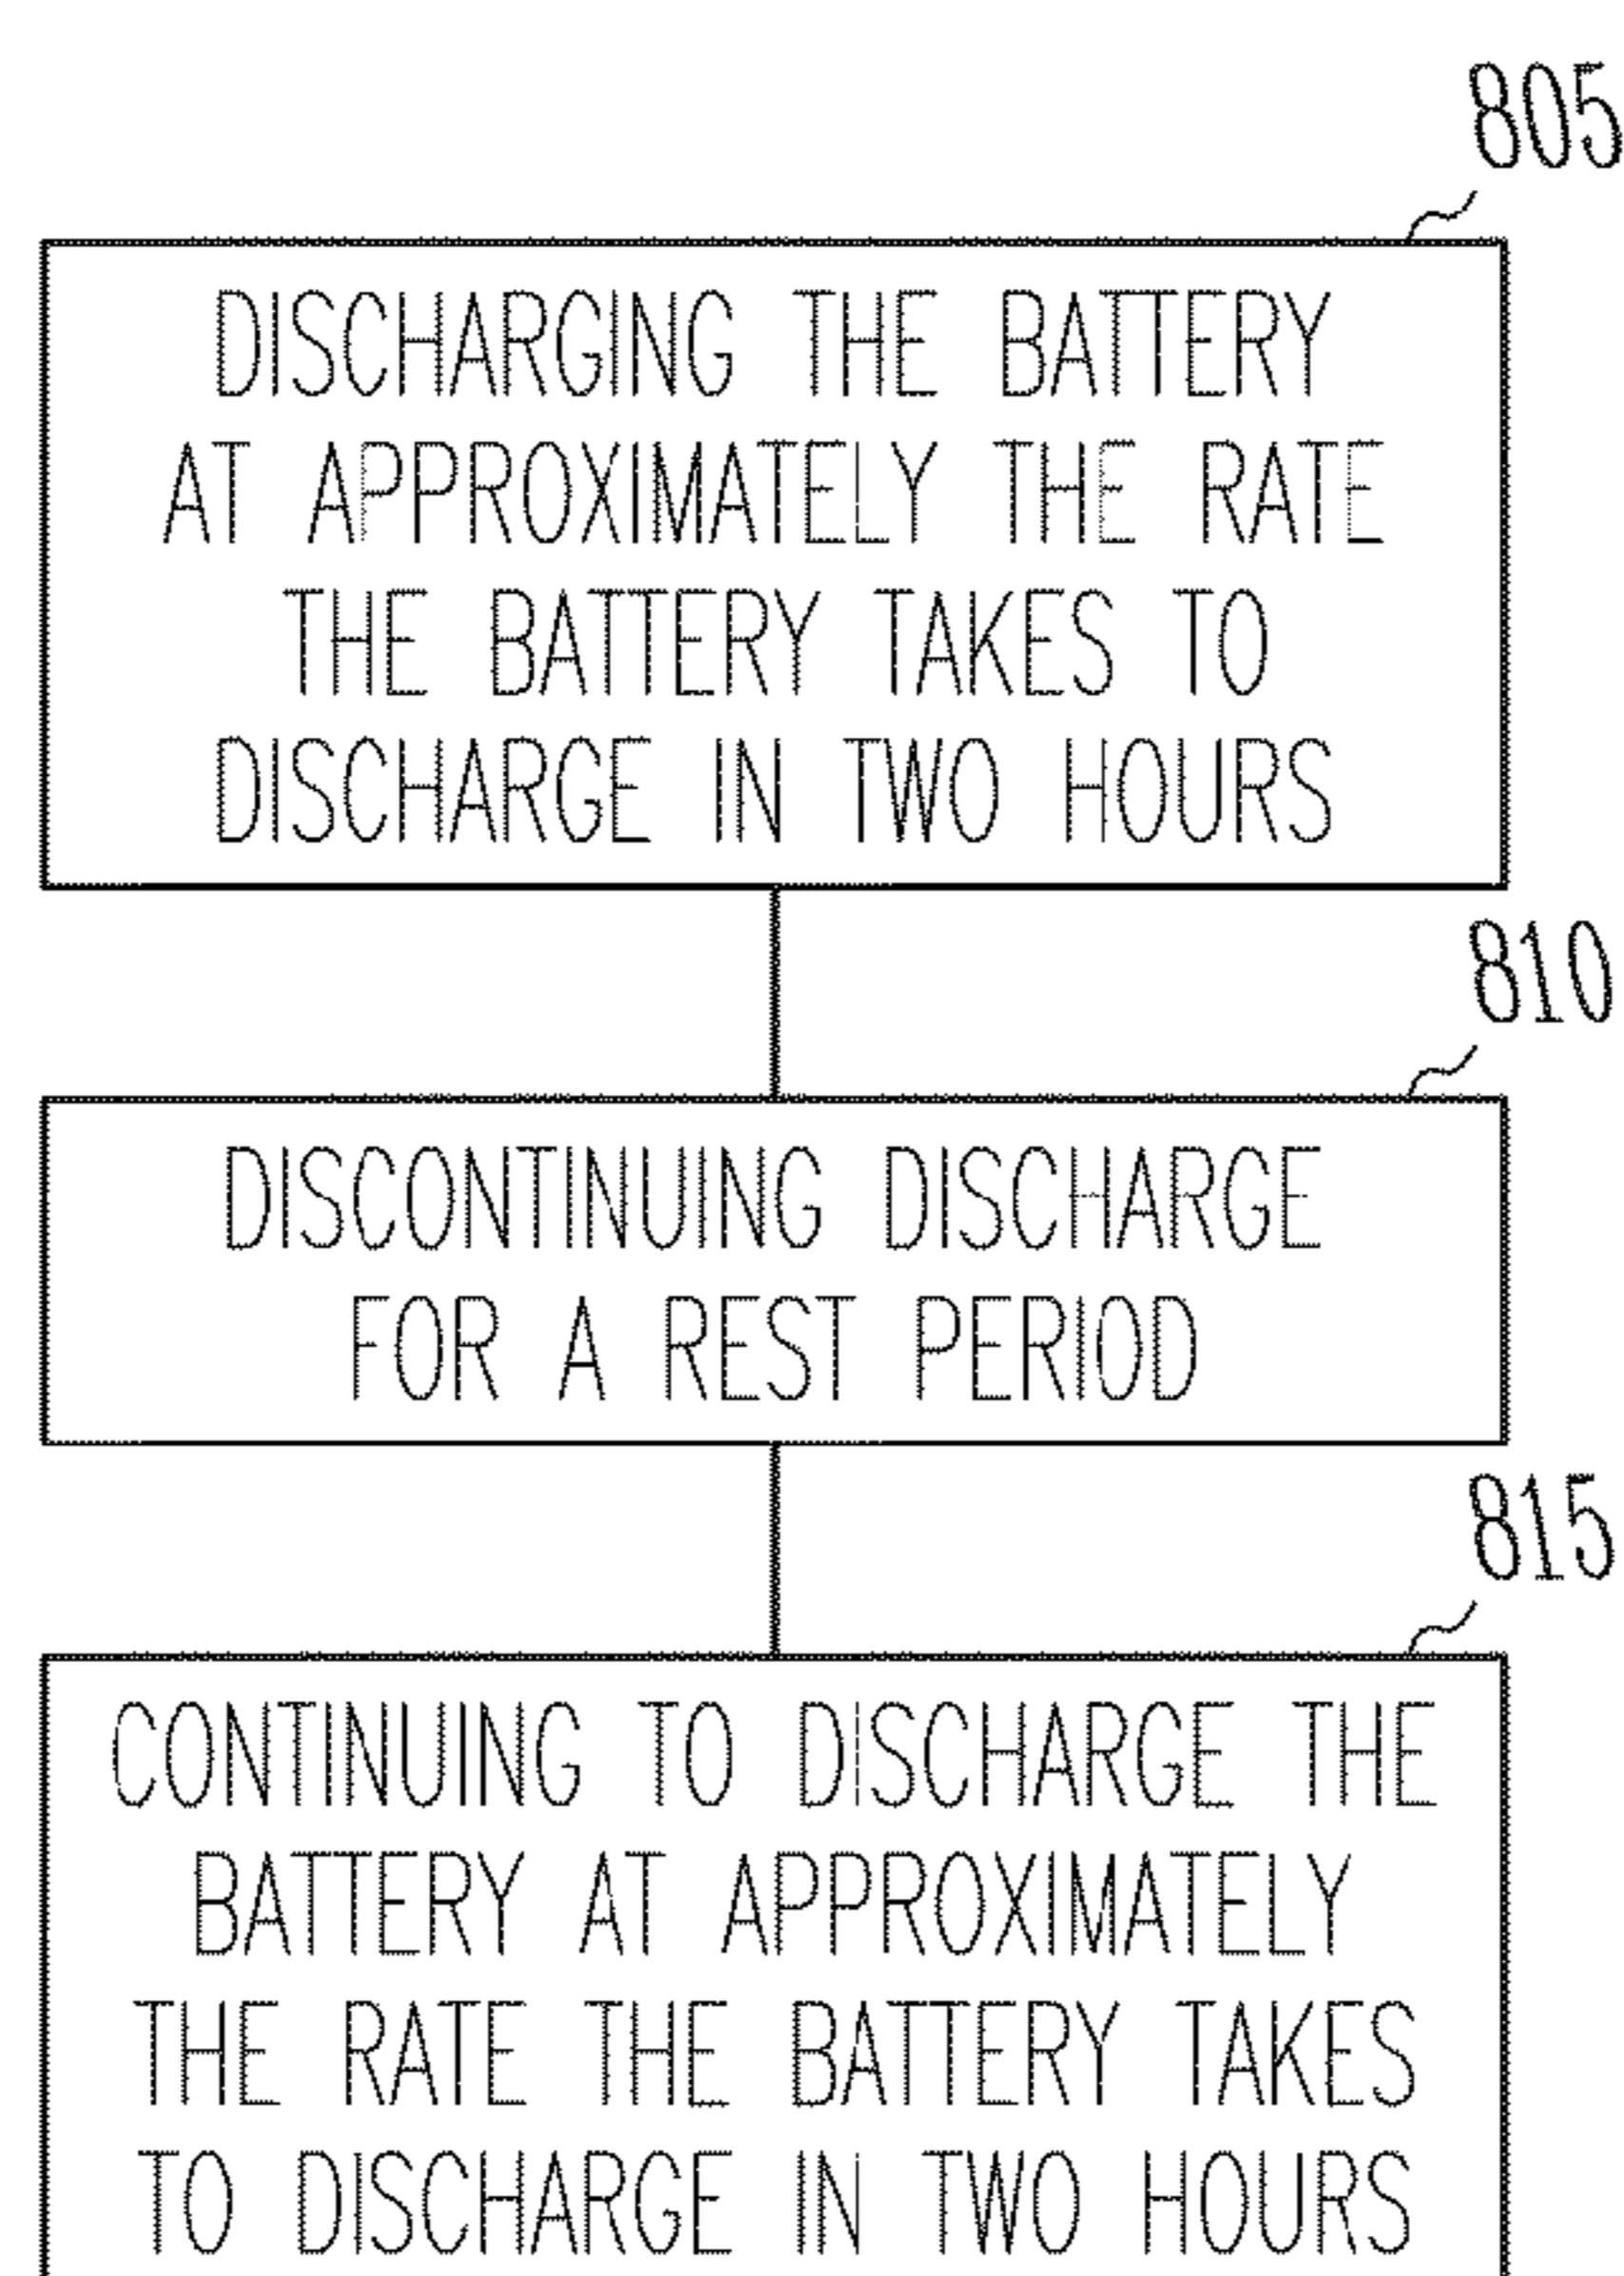 805
DISCHARGING THE BATTERY
AT APPROXIMATELY THE RATE
THE BATTERY TAKES TO
DISCHARGE IN TWO HOURS
810
DISCONTINUING DISCHARGE
FOR A REST PERIOD
815
CONTINUING TO DISCHARGE THE
BATTERY AT APPROXIMATELY
THE RATE THE BATTERY TAKES
TO DISCHARGE IN TWO HOURS